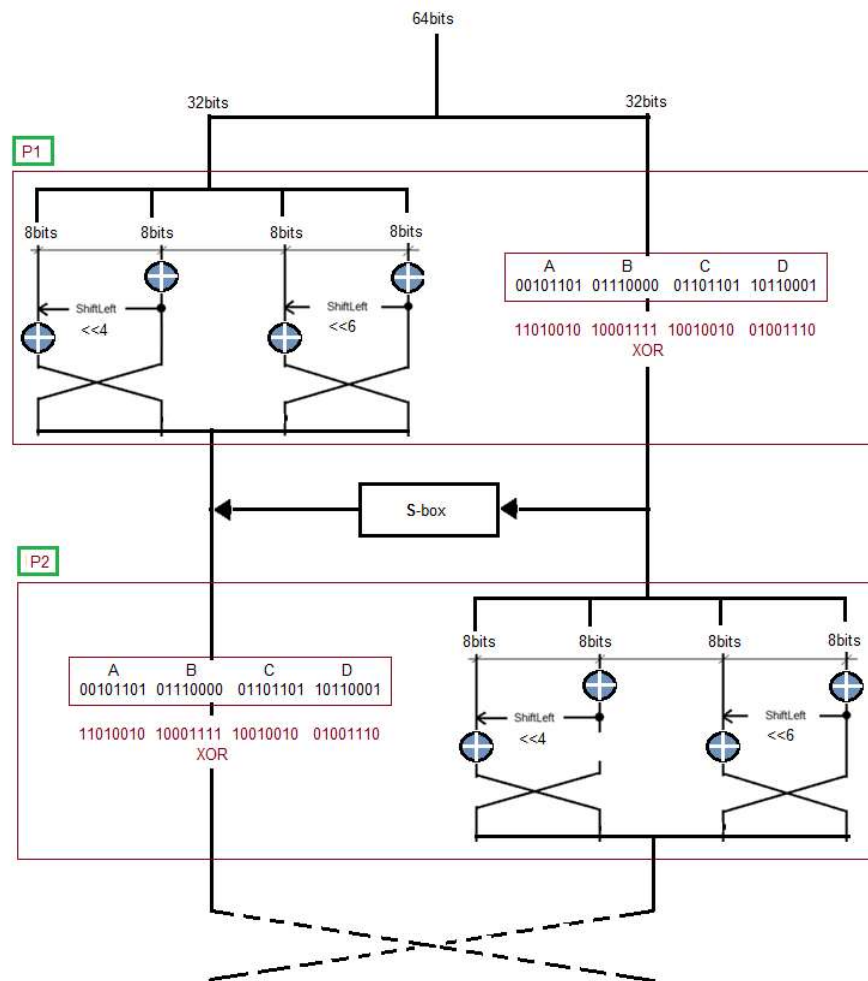 64bits
32bits 32bits
P1
8bits 8bits 8bits 8bits
A B C D
00101101 01110000 01101101 10110001
ShiftLeft ShiftLeft
<<4 <<6
11010010 10001111 10010010 01001110
XOR
S-box
P2
8bits 8bits 8bits 8bits
A B C D
00101101 01110000 01101101 10110001
ShiftLeft ShiftLeft
<<4 <<6
11010010 10001111 10010010 01001110
XOR